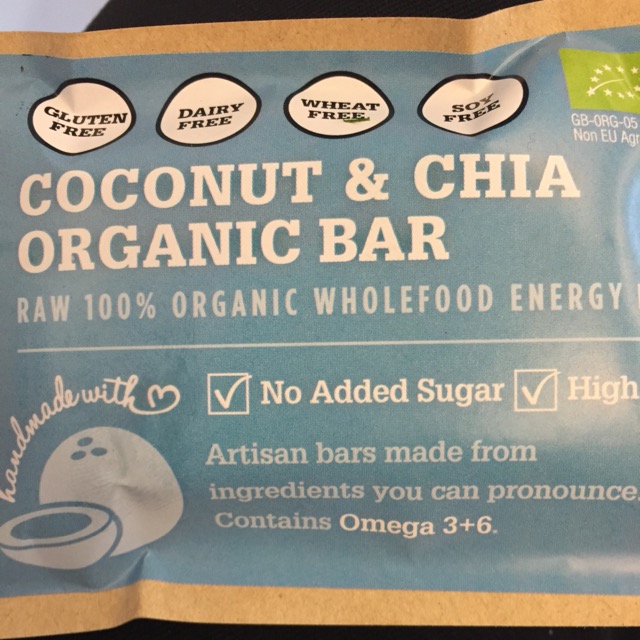 GLUTEN
FREE
DAIRY
FREE
WHEAT
FREE
SOY
FREE
GB-ORG-05
Non EU Agr
COCONUT & CHIA
ORGANIC BAR
RAW 100% ORGANIC WHOLEFOOD ENERGY
handmade with
No Added Sugar High
Artisan bars made from
ingredients you can pronounce
Contains Omega 3+6.